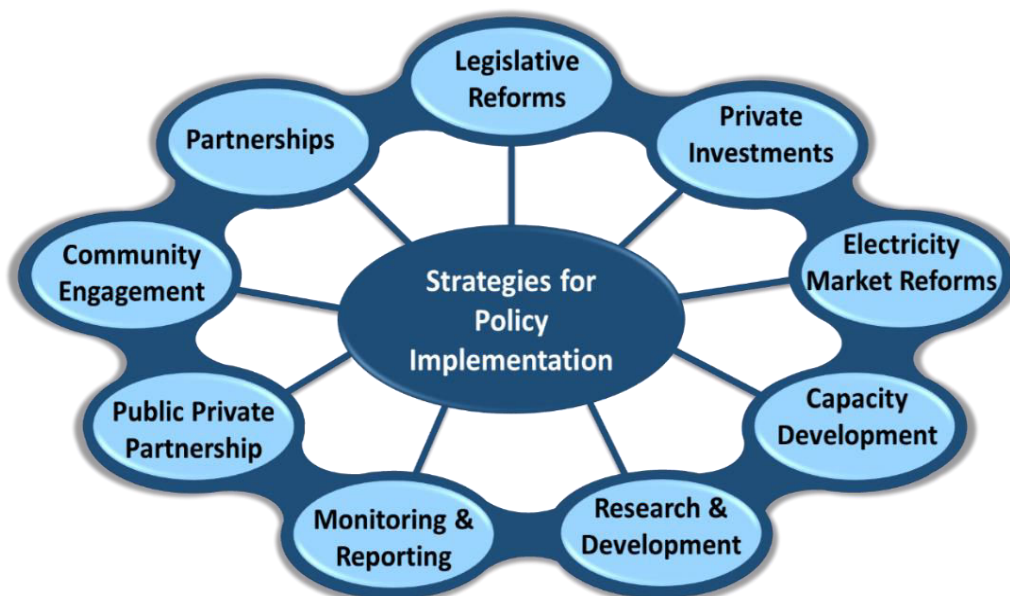 Legislative
Reforms
Private
Investments
Electricity
Market Reforms
Capacity
Development
Research &
Development
Monitoring &
Reporting
Public Private
Partnership
Community
Engagement
Partnerships
Strategies for
Policy
Implementation